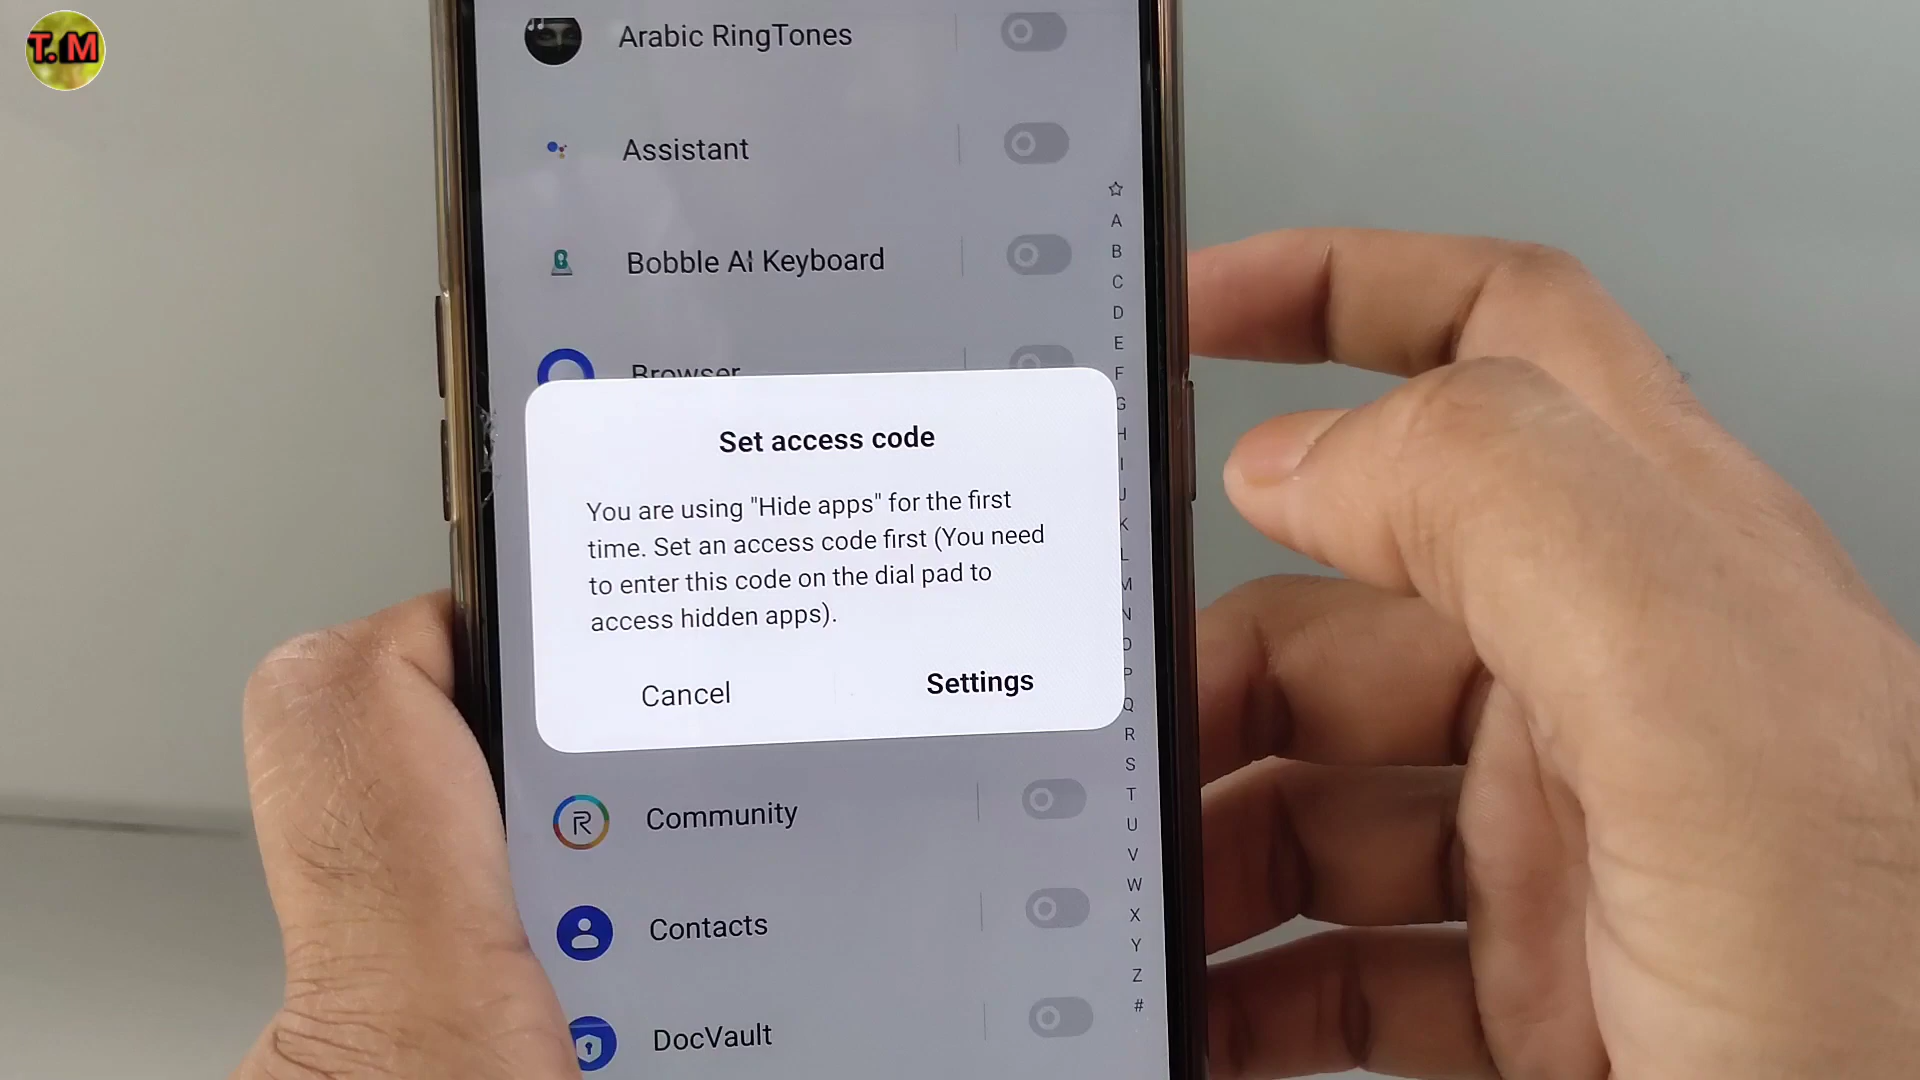 T.M
Arabic RingTones
Assistant
Bobble AI Keyboard
Browser
Set access code
You are using "Hide apps" for the first
time. Set an access code first (You need
to enter this code on the dial pad to
access hidden apps).
Cancel
Settings
Community
Contacts
DocVault
A
B
C
D
E
F
G
H
I
J
K
L
M
N
O
P
Q
R
S
T
U
V
W
X
Y
Z
#